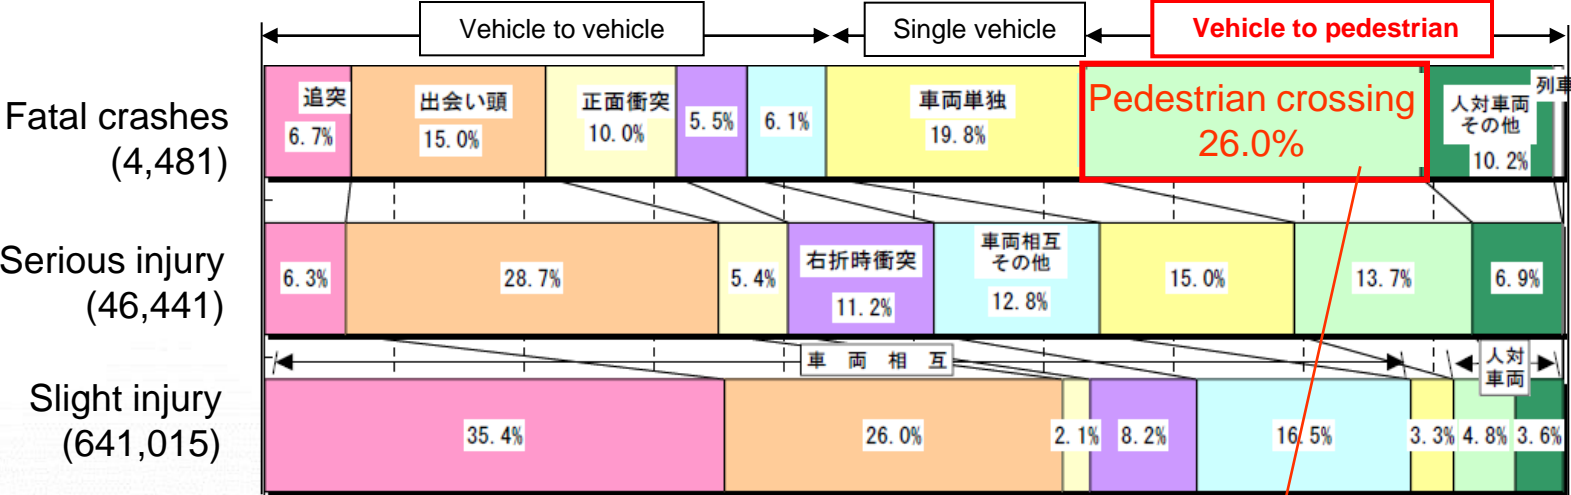 Vehicle to vehicle
Single vehicle
Vehicle to pedestrian
Fatal crashes
(4,481)
追突
6.7%
出会い頭
15.0%
正面衝突
10.0%
5.5%
6.1%
車両単独
19.8%
Pedestrian crossing
26.0%
人対車両
その他
10.2%
列車
Serious injury
(46,441)
6.3%
28.7%
5.4%
右折時衝突
11.2%
車両相互
その他
12.8%
15.0%
13.7%
6.9%
車両相互
人対
車両
Slight injury
(641,015)
35.4%
26.0%
2.1%
8.2%
16.5%
3.3%
4.8%
3.6%